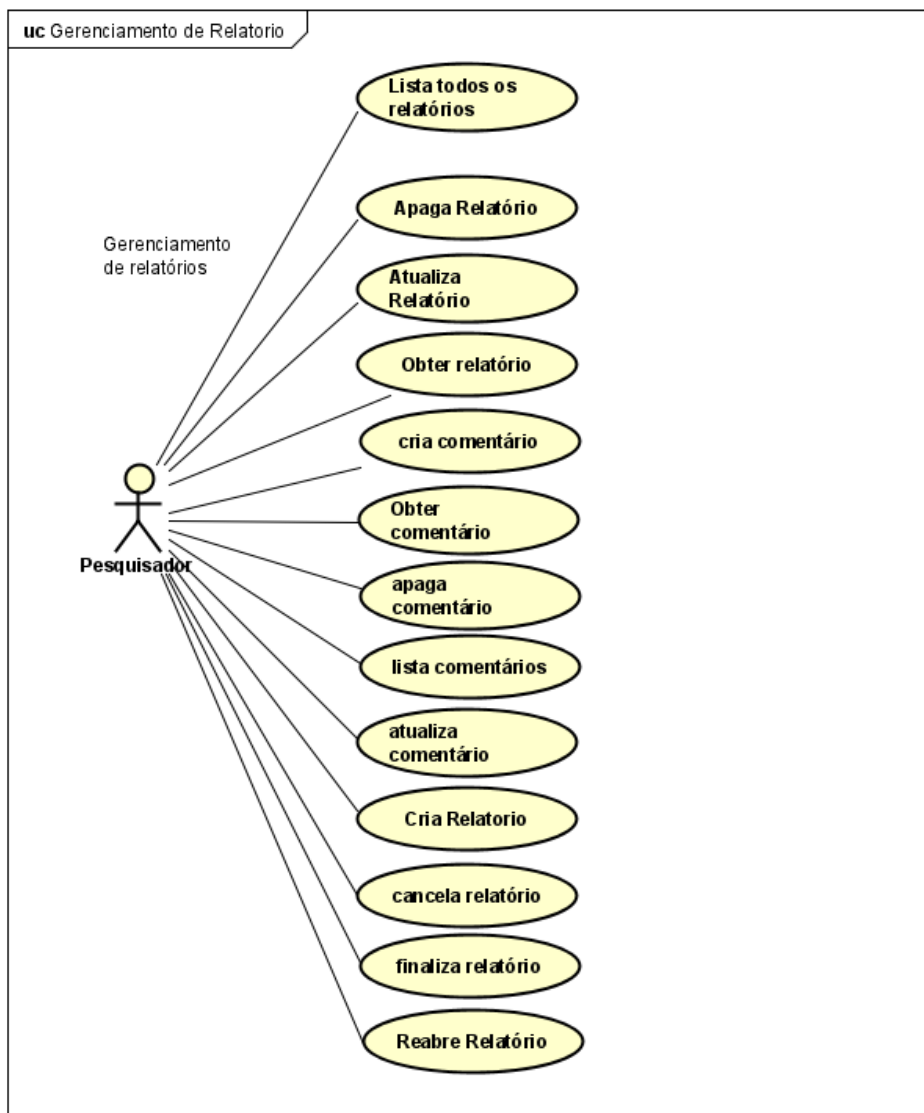 uc Gerenciamento de Relatorio
Lista todos os
relatórios
Apaga Relatório
Gerenciamento
de relatórios
Atualiza
Relatório
Obter relatório
cria comentário
Obter
comentário
Pesquisador
apaga
comentário
lista comentários
atualiza
comentário
Cria Relatorio
cancela relatório
finaliza relatório
Reabre Relatório